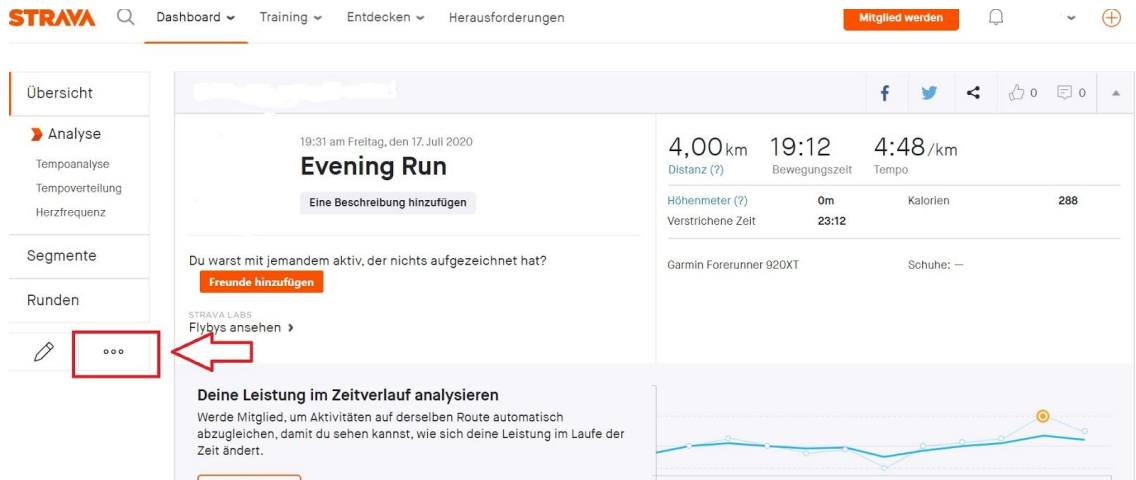 STRAVA Dashboard Training Entdecken Herausforderungen Mitglied werden
Übersicht
Analyse
Tempoanalyse
Tempoverteilung
Herzfrequenz
Segmente
Runden
0 0
19:31 am Freitag, den 17. Juli 2020
Evening Run
Eine Beschreibung hinzufügen
Du warst mit jemandem aktiv, der nichts aufgezeichnet hat?
Freunde hinzufügen
STRAVA LABS
Flybys ansehen
4,00 km 19:12 4:48 /km
Distanz (?) Bewegungszeit Tempo
Höhenmeter (?) 0m Kalorien 288
Verstrichene Zeit 23:12
Garmin Forerunner 920XT Schuhe: —
Deine Leistung im Zeitverlauf analysieren
Werde Mitglied, um Aktivitäten auf derselben Route automatisch
abzugleichen, damit du sehen kannst, wie sich deine Leistung im Laufe der
Zeit ändert.